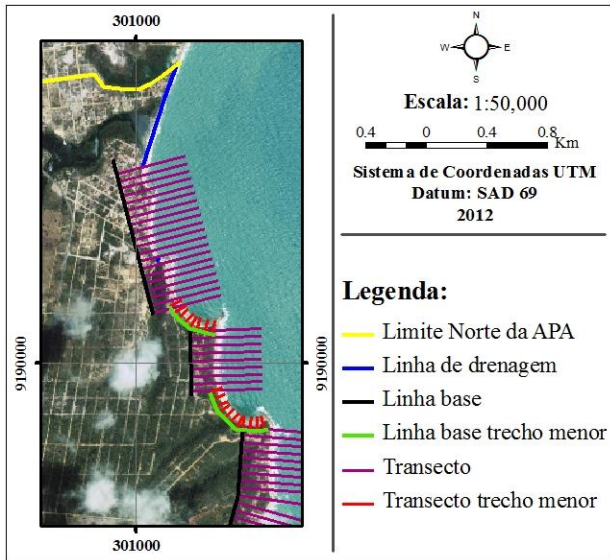 301000
9190000
9190000
301000
N
W E
S
Escala: 1:50,000
0.4 0 0.4 0.8
Km
Sistema de Coordenadas UTM
Datum: SAD 69
2012
Legenda:
Limite Norte da APA
Linha de drenagem
Linha base
Linha base trecho menor
Transecto
Transecto trecho menor